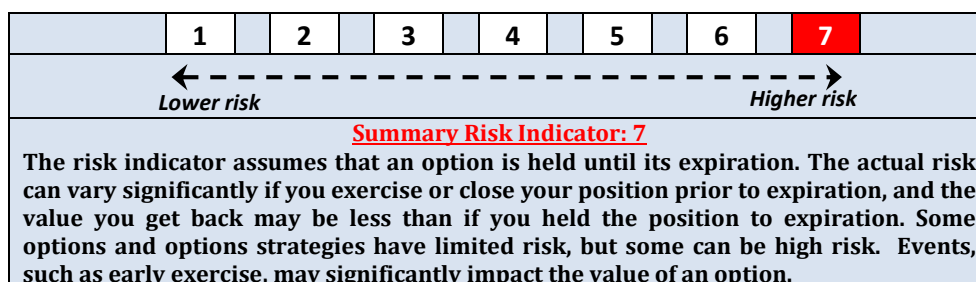 1 2 3 4 5 6 7
Lower risk Higher risk
Summary Risk Indicator: 7
The risk indicator assumes that an option is held until its expiration. The actual risk
can vary significantly if you exercise or close your position prior to expiration, and the
value you get back may be less than if you held the position to expiration. Some
options and options strategies have limited risk, but some can be high risk. Events,
such as early exercise, may significantly impact the value of an option.